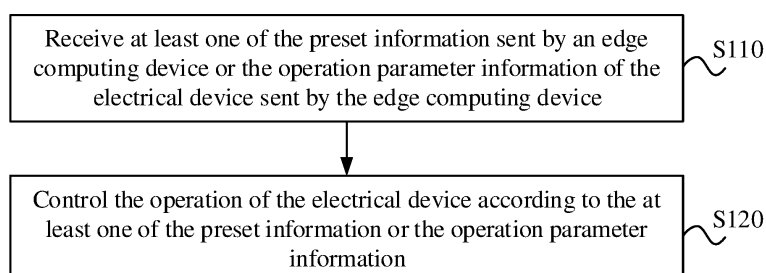 Receive at least one of the preset information sent by an edge
computing device or the operation parameter information of the
electrical device sent by the edge computing device
S110
Control the operation of the electrical device according to the at
least one of the preset information or the operation parameter
information
S120